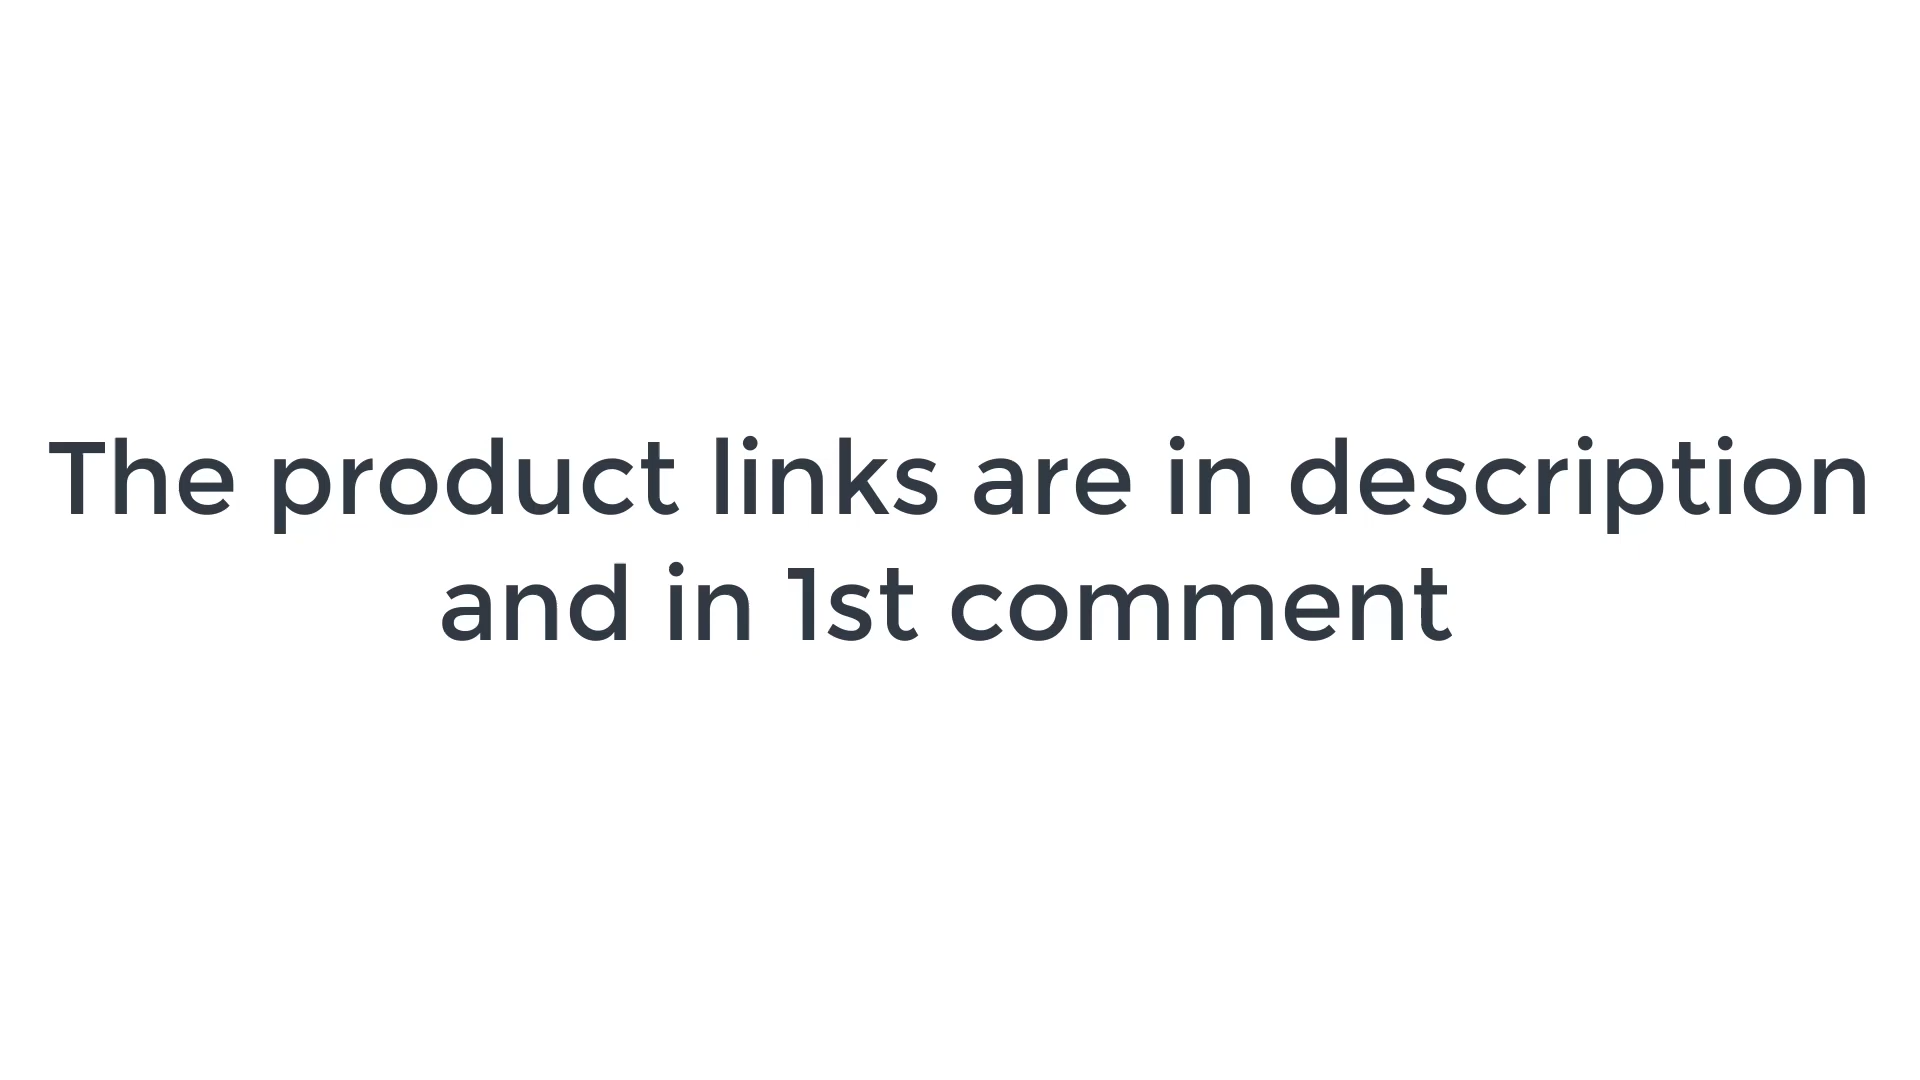 The product links are in description
and in 1st comment